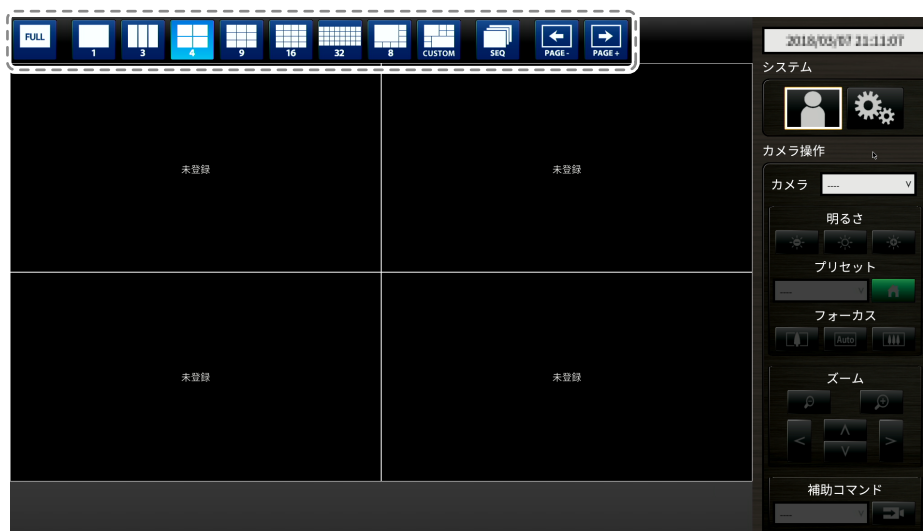 FULL
1
3
4
9
16
32
8
CUSTOM
SEQ
PAGE -
PAGE +
2018/03/07 21:11:07
システム
カメラ操作
カメラ
----
明るさ
プリセット
----
フォーカス
Auto
ズーム
補助コマンド
----
未登録
未登録
未登録
未登録